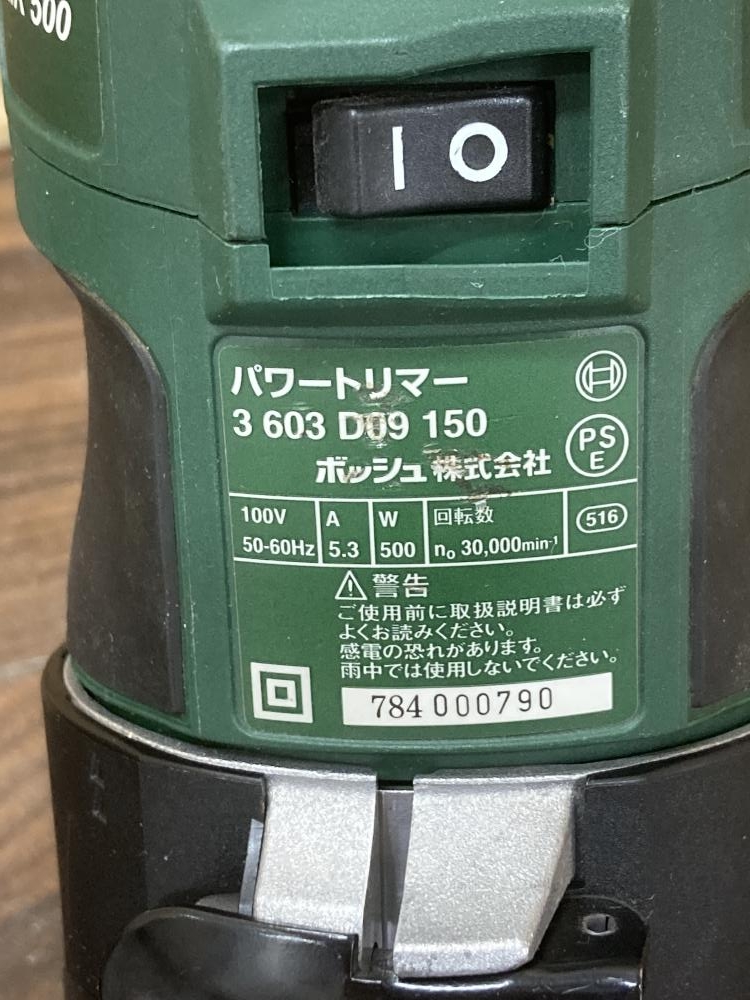 500
I O
パワートリマー
3 603 D09 150
ボッシュ株式会社
PS
E
100V
50-60Hz
A
5.3
W
500
回転数
n₀ 30,000min⁻¹
516
警告
ご使用前に取扱説明書は必ず
よくお読みください。
感電の恐れがあります。
雨中では使用しないでください。
784 000790